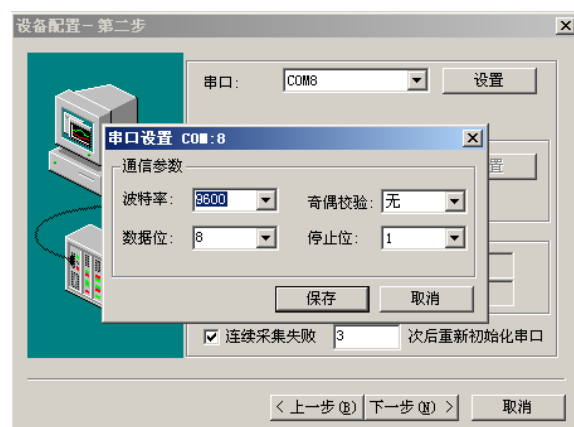 设备配置－第二步
串口: COM8 设置
串口设置 COM:8
通信参数
置
波特率: 9600 奇偶校验: 无
数据位: 8 停止位: 1
保存 取消
连续采集失败 3 次后重新初始化串口
< 上一步(B) 下一步(N) > 取消